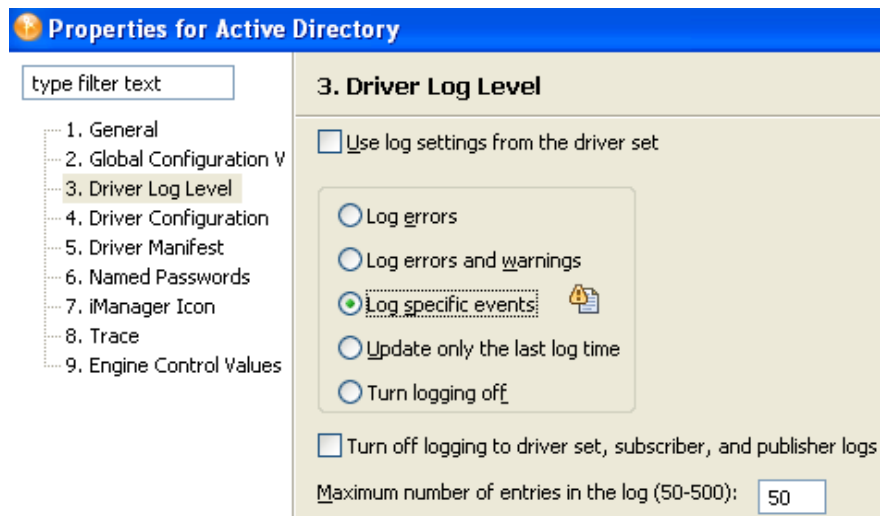 Properties for Active Directory
type filter text
1. General
2. Global Configuration V
3. Driver Log Level
4. Driver Configuration
5. Driver Manifest
6. Named Passwords
7. iManager Icon
8. Trace
9. Engine Control Values
3. Driver Log Level
Use log settings from the driver set
Log errors
Log errors and warnings
Log specific events
Update only the last log time
Turn logging off
Turn off logging to driver set, subscriber, and publisher logs
Maximum number of entries in the log (50-500): 50